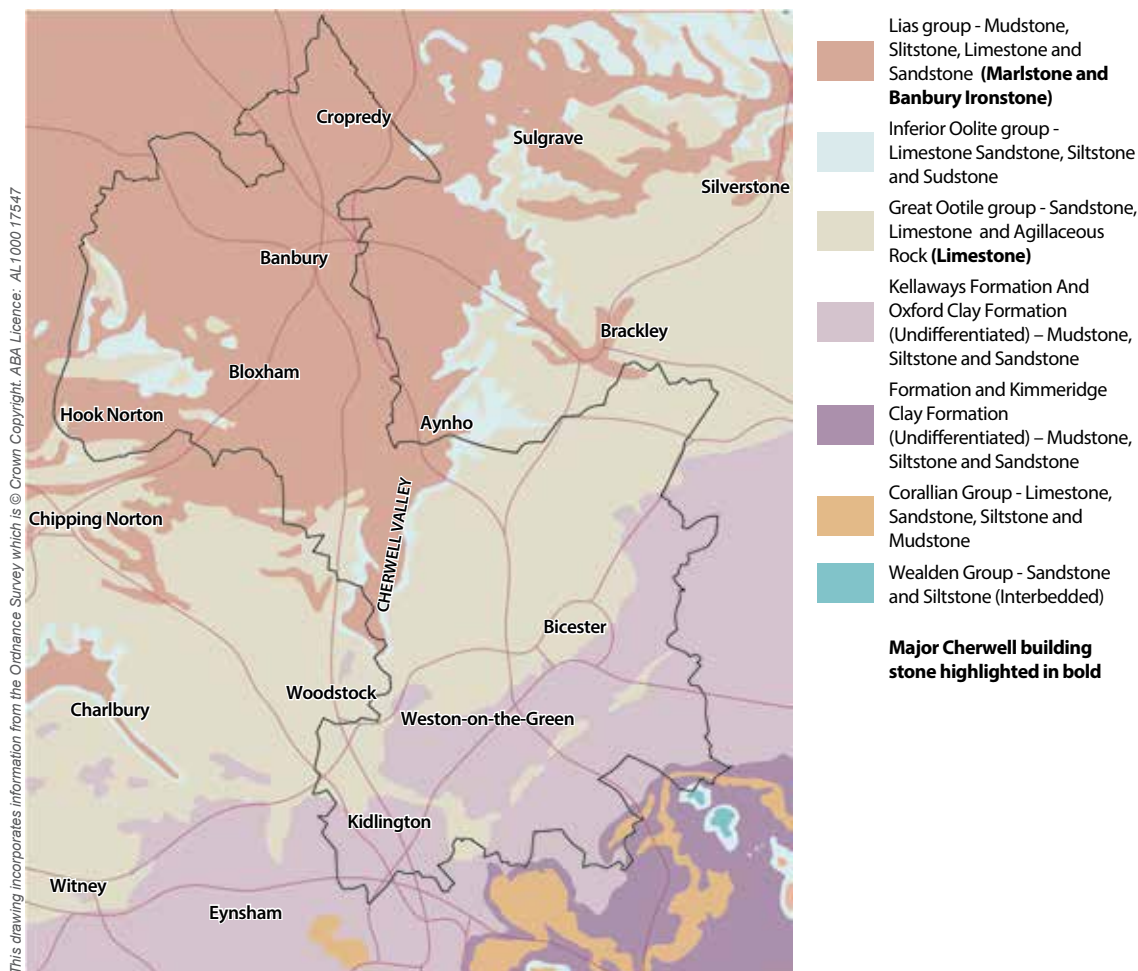 This drawing incorporates information from the Ordnance Survey which is © Crown Copyright. ABA Licence: AL1000 17547
Cropredy
Sulgrave
Silverstone
Banbury
Brackley
Bloxham
Hook Norton
Aynho
CHERWELL VALLEY
Chipping Norton
Bicester
Woodstock
Charlbury
Weston-on-the-Green
Kidlington
Witney
Eynsham
Lias group - Mudstone,
Slitstone, Limestone and
Sandstone (Marlstone and
Banbury Ironstone)
Inferior Oolite group -
Limestone Sandstone, Siltstone
and Sudstone
Great Ootile group - Sandstone,
Limestone and Agillaceous
Rock (Limestone)
Kellaways Formation And
Oxford Clay Formation
(Undifferentiated) – Mudstone,
Siltstone and Sandstone
Formation and Kimmeridge
Clay Formation
(Undifferentiated) – Mudstone,
Siltstone and Sandstone
Corallian Group - Limestone,
Sandstone, Siltstone and
Mudstone
Wealden Group - Sandstone
and Siltstone (Interbedded)
Major Cherwell building
stone highlighted in bold